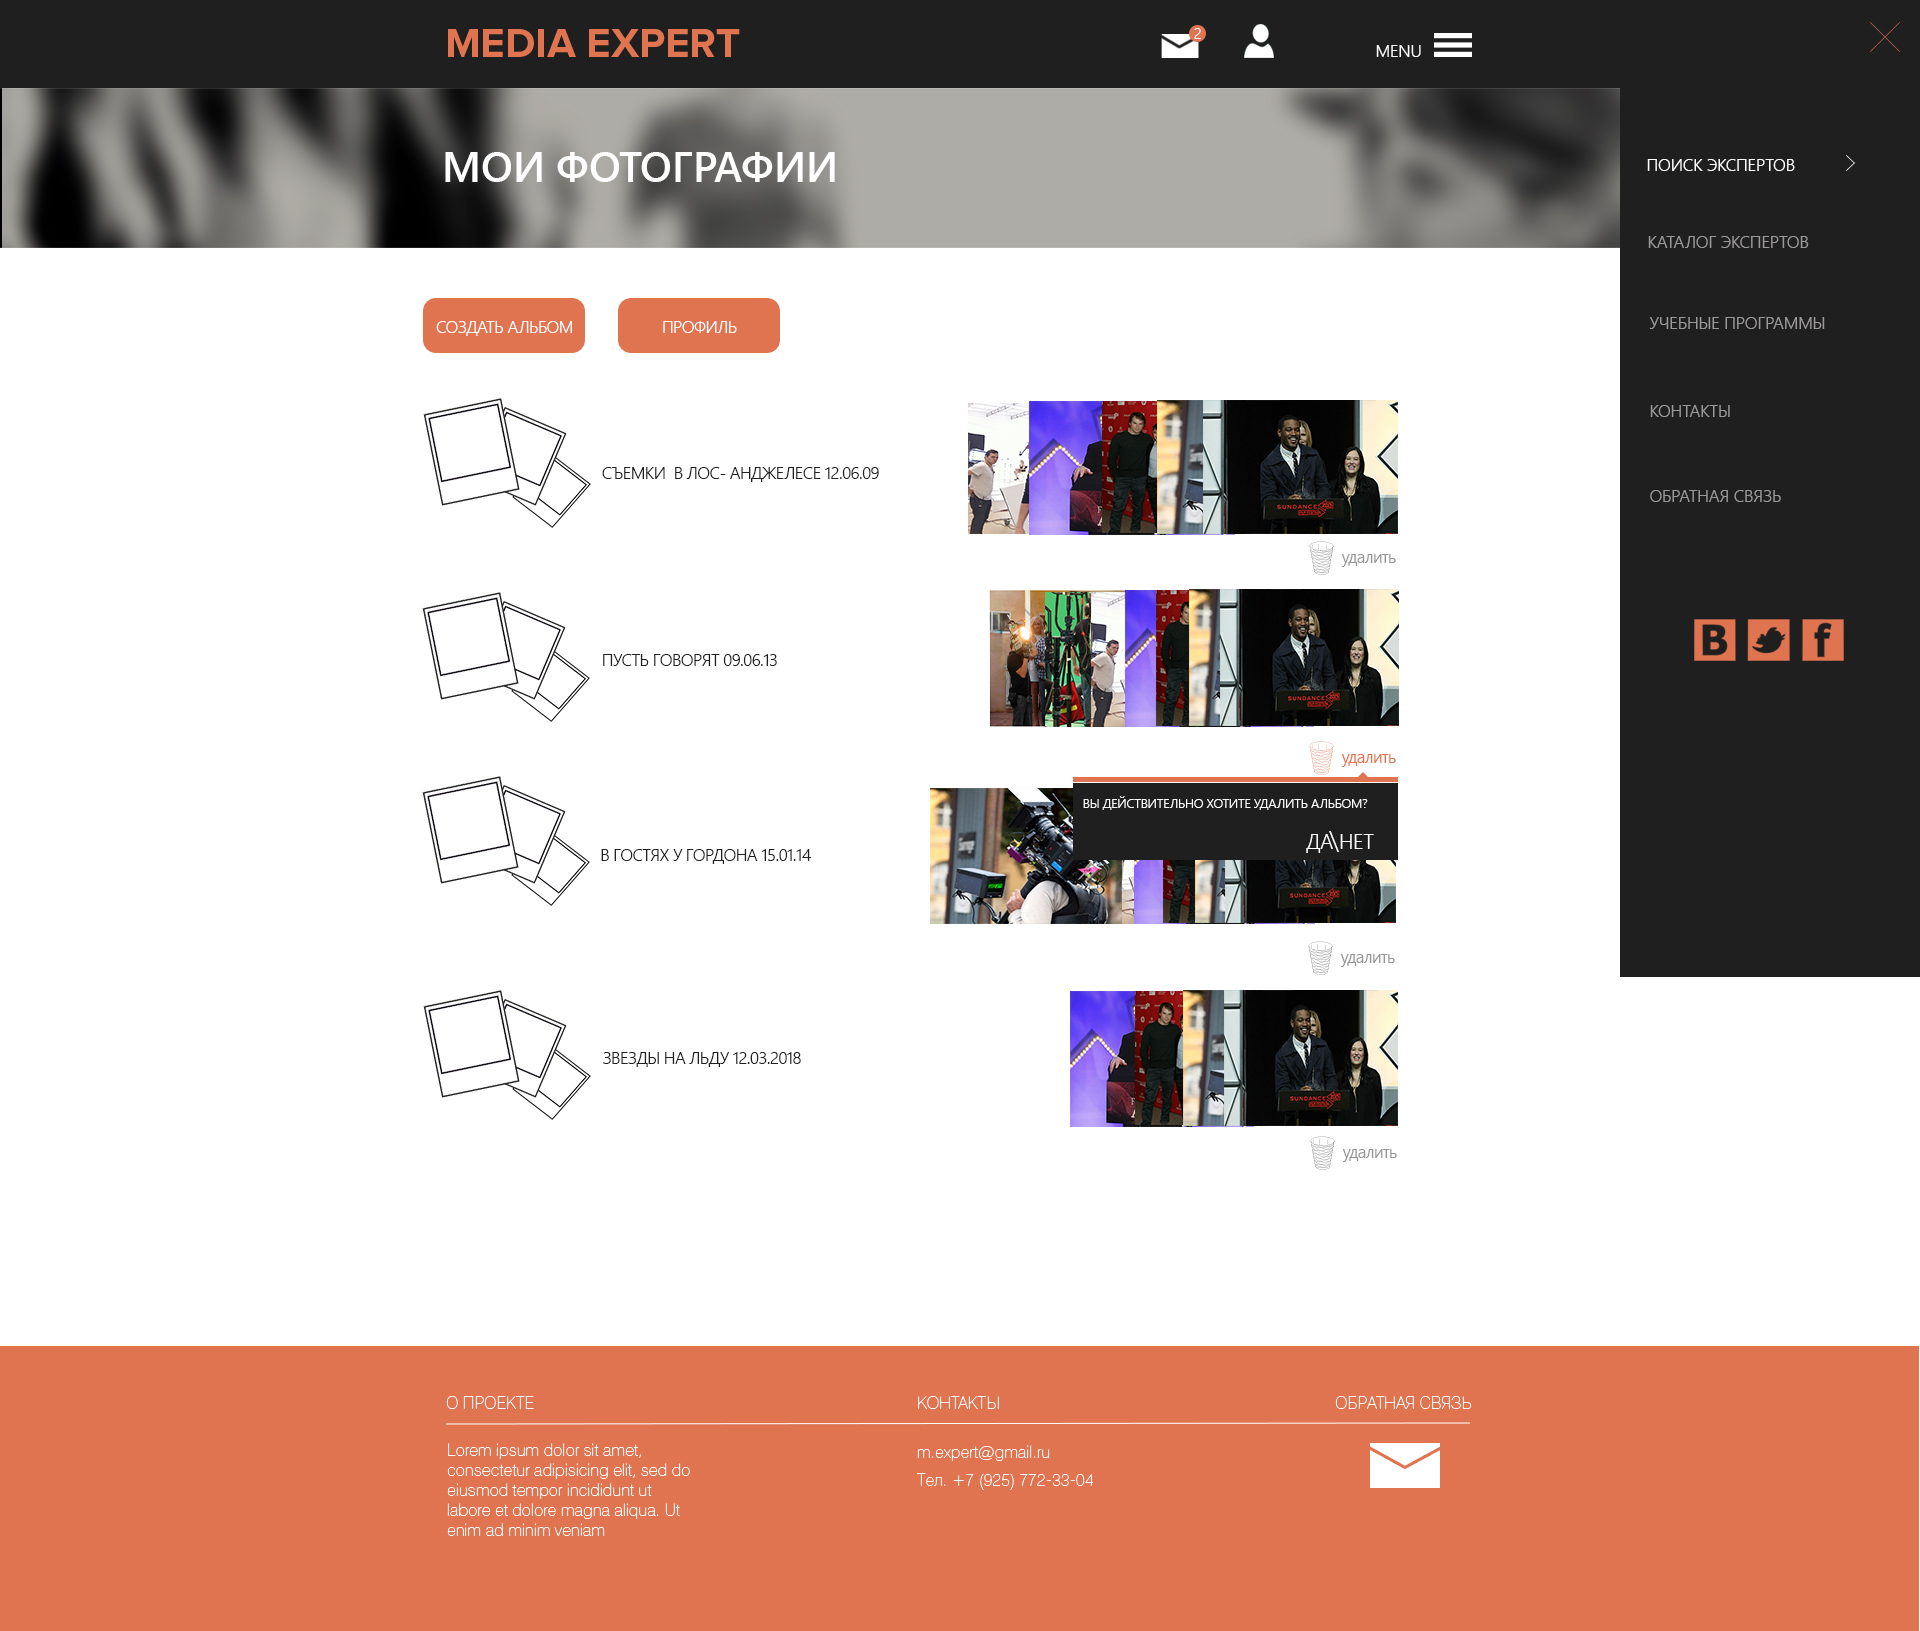 MEDIA EXPERT
2
MENU
МОИ ФОТОГРАФИИ
ПОИСК ЭКСПЕРТОВ
КАТАЛОГ ЭКСПЕРТОВ
УЧЕБНЫЕ ПРОГРАММЫ
КОНТАКТЫ
ОБРАТНАЯ СВЯЗЬ
СОЗДАТЬ АЛЬБОМ
ПРОФИЛЬ
СЪЕМКИ В ЛОС- АНДЖЕЛЕСЕ 12.06.09
SUNDANCE
удалить
ПУСТЬ ГОВОРЯТ 09.06.13
SUNDANCE
удалить
ВЫ ДЕЙСТВИТЕЛЬНО ХОТИТЕ УДАЛИТЬ АЛЬБОМ?
ДА\НЕТ
В ГОСТЯХ У ГОРДОНА 15.01.14
SUNDANCE
удалить
ЗВЕЗДЫ НА ЛЬДУ 12.03.2018
SUNDANCE
удалить
О ПРОЕКТЕ
КОНТАКТЫ
ОБРАТНАЯ СВЯЗЬ
Lorem ipsum dolor sit amet,
consectetur adipisicing elit, sed do
eiusmod tempor incididunt ut
labore et dolore magna aliqua. Ut
enim ad minim veniam
m.expert@gmail.ru
Тел. +7 (925) 772-33-04